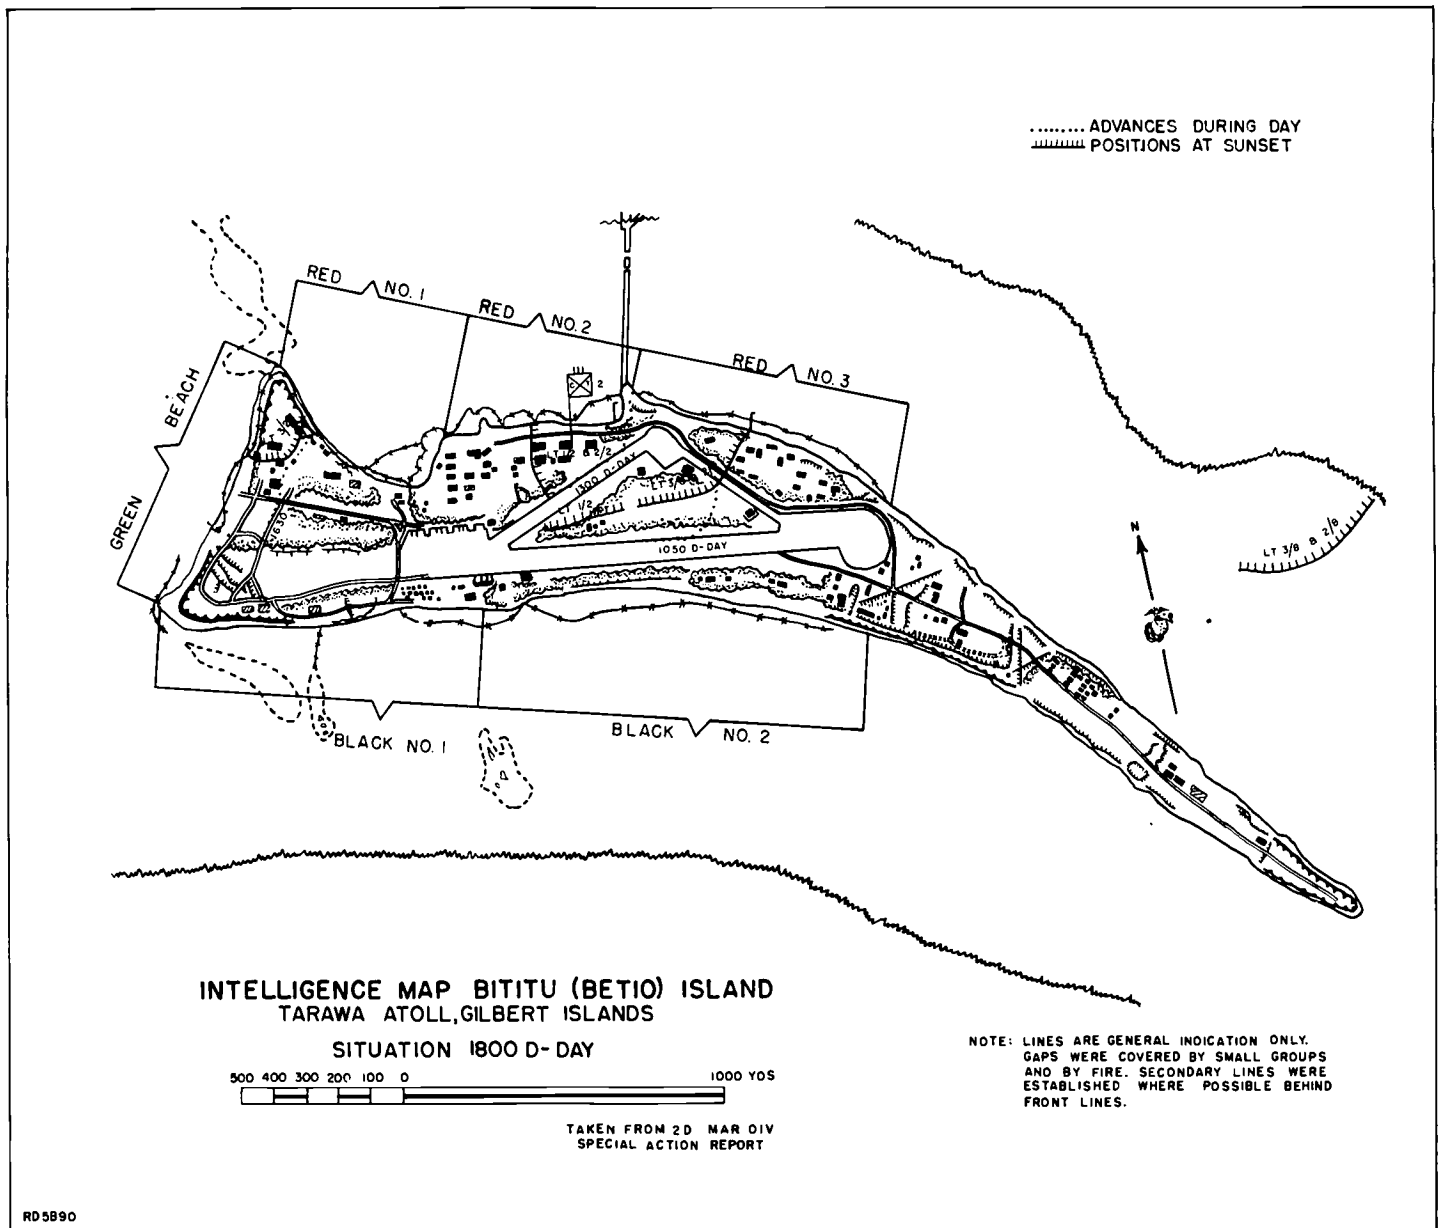 ADVANCES DURING DAY
POSITIONS AT SUNSET
RED NO. 1
RED NO. 2
RED NO. 3
GREEN BEACH
2
LT 1/2 & 2/2
1300 D-DAY
LT 1/2
LT 3/8
1050 D-DAY
1630
N
LT 3/8 B 2/8
BLACK NO. 1
BLACK NO. 2
INTELLIGENCE MAP BITITU (BETIO) ISLAND
TARAWA ATOLL, GILBERT ISLANDS
SITUATION 1800 D-DAY
500 400 300 200 100 0 1000 YDS
TAKEN FROM 2D MAR DIV
SPECIAL ACTION REPORT
NOTE: LINES ARE GENERAL INDICATION ONLY.
GAPS WERE COVERED BY SMALL GROUPS
AND BY FIRE. SECONDARY LINES WERE
ESTABLISHED WHERE POSSIBLE BEHIND
FRONT LINES.
RD5890